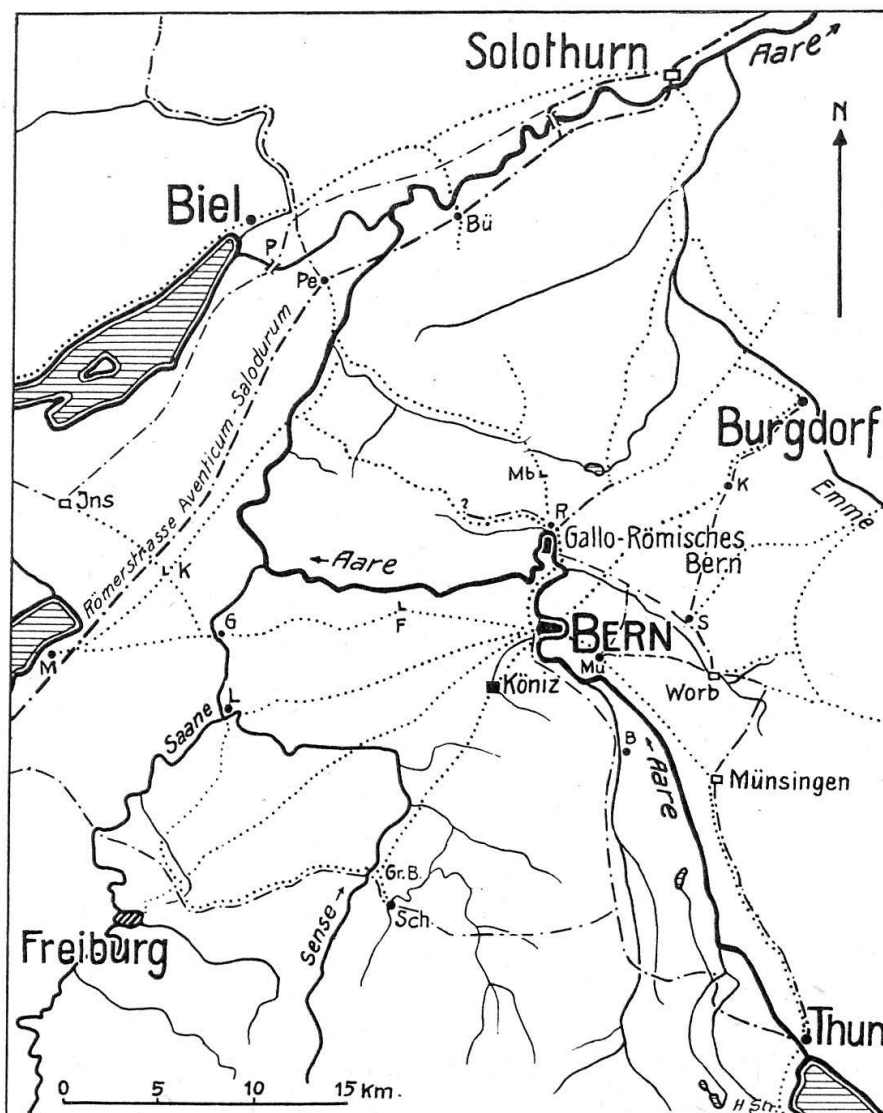 Solothurn
Aare
N
Biel
P
Bü
Pe
Römerstrasse Aventicum-Salodurum
Burgdorf
Jns
Mb
K
?
R
Emme
Gallo-Römisches
Bern
K
Aare
F
S
G
BERN
M
Mu
Köniz
Worb
L
Saane
B
Aare
Münsingen
Gr.B.
Sch.
Sense
Freiburg
Thun
0 5 10 15 Km.
H Str.